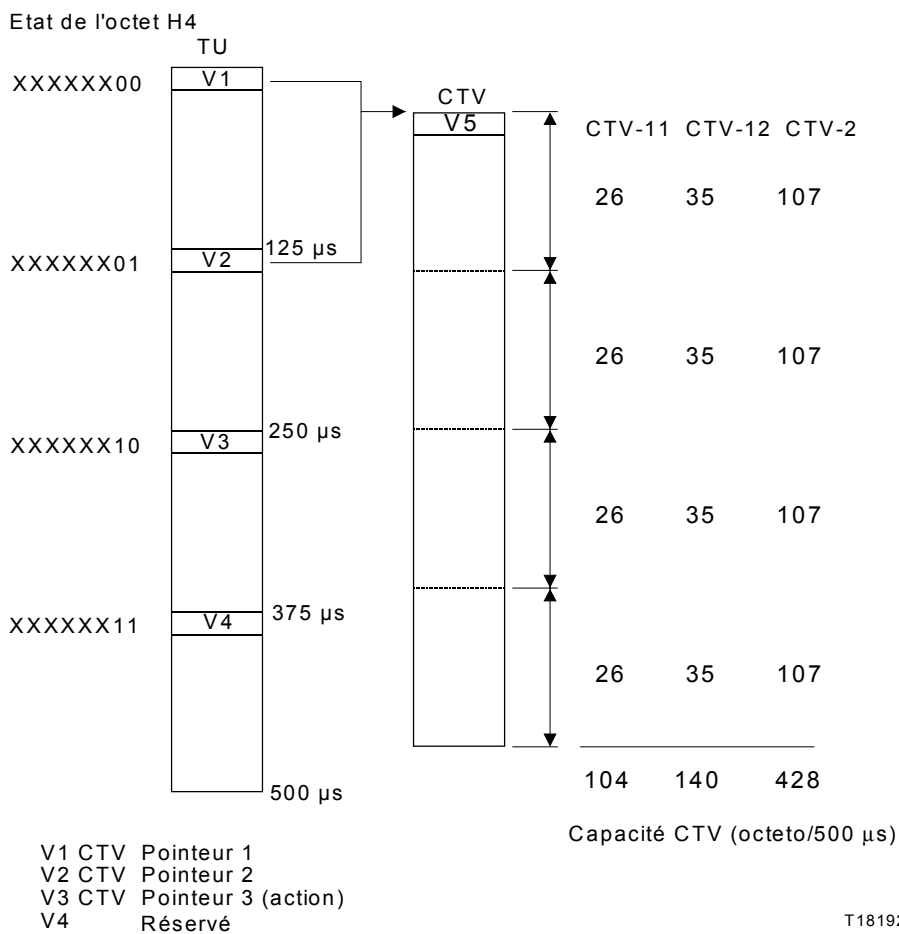 Etat de l'octet H4
TU
XXXXXX00
V1
CTV
V5
CTV-11 CTV-12 CTV-2
26 35 107
125 µs
XXXXXX01
V2
26 35 107
250 µs
XXXXXX10
V3
26 35 107
375 µs
XXXXXX11
V4
26 35 107
104 140 428
500 µs
Capacité CTV (octeto/500 µs)
V1 CTV Pointeur 1
V2 CTV Pointeur 2
V3 CTV Pointeur 3 (action)
V4 Réservé
T18192